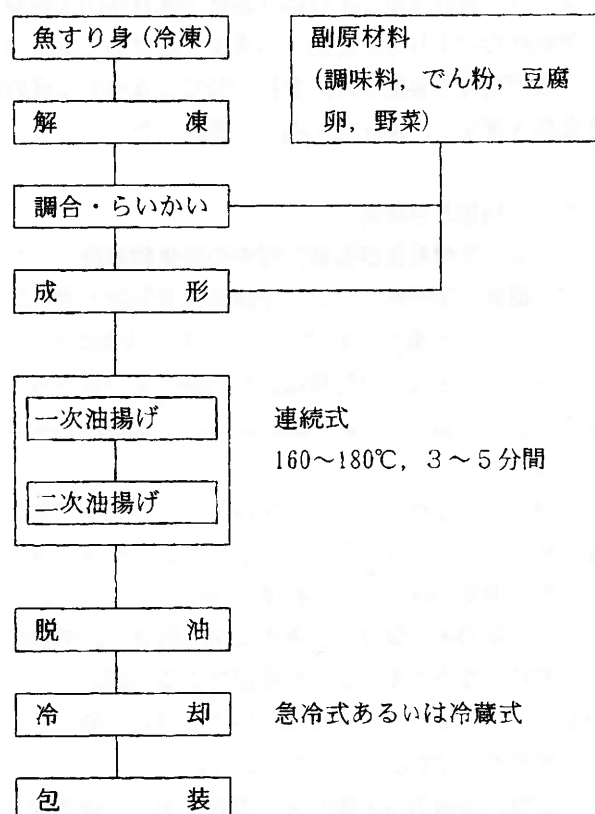 魚すり身(冷凍)
副原材料
(調味料, でん粉, 豆腐
卵, 野菜)
解 凍
調合・らいかい
成 形
一次油揚げ
連続式
160～180℃, 3～5分間
二次油揚げ
脱 油
冷 却
急冷式あるいは冷蔵式
包 装